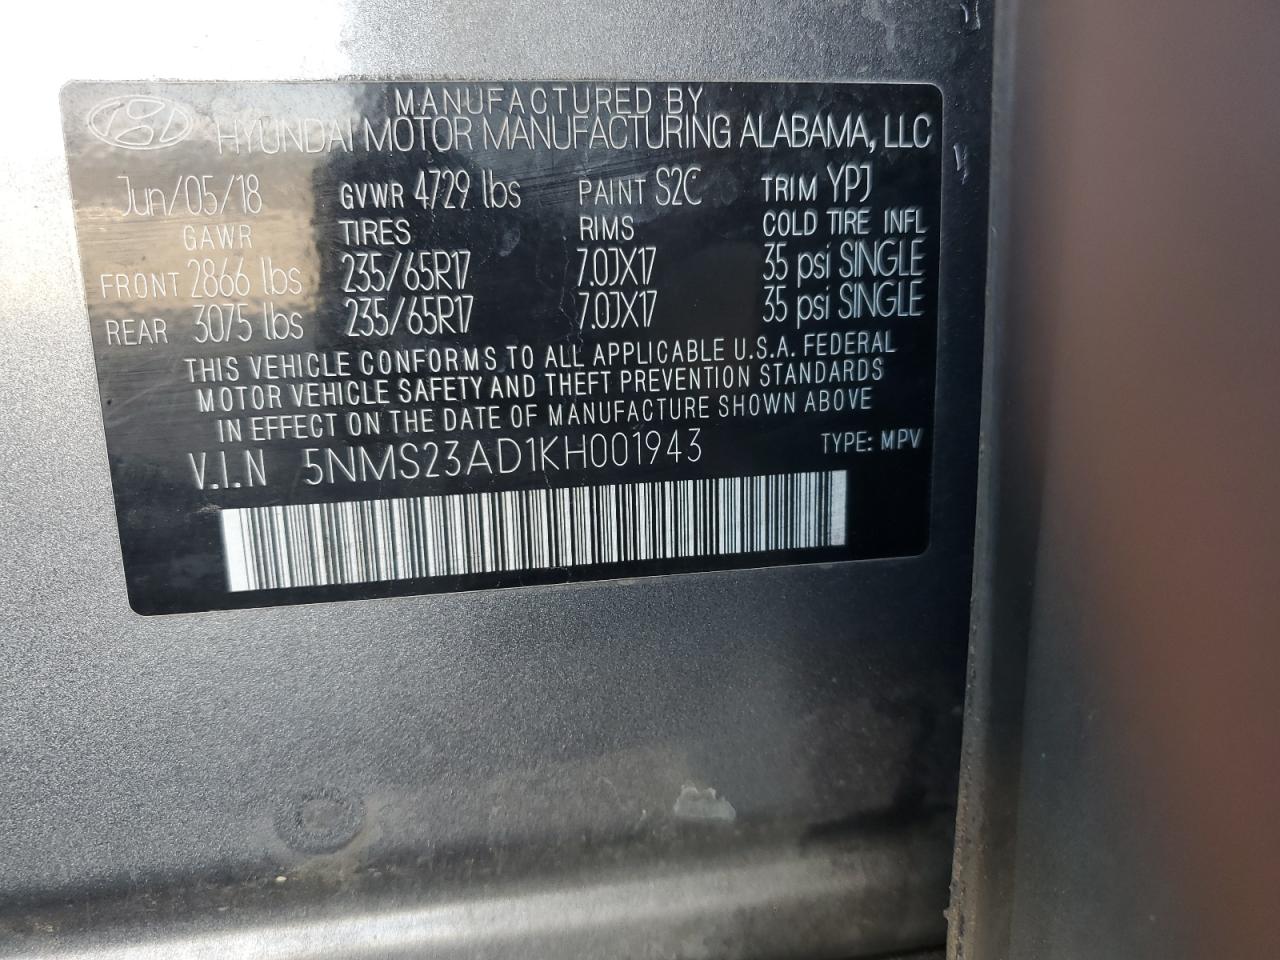 MANUFACTURED BY
HYUNDAI MOTOR MANUFACTURING ALABAMA, LLC
Jun/05/18 GVWR 4729 lbs PAINT S2C TRIM YPJ
GAWR TIRES RIMS COLD TIRE INFL
FRONT 2866 lbs 235/65R17 7.0JX17 35 psi SINGLE
REAR 3075 lbs 235/65R17 7.0JX17 35 psi SINGLE
THIS VEHICLE CONFORMS TO ALL APPLICABLE U.S.A. FEDERAL
MOTOR VEHICLE SAFETY AND THEFT PREVENTION STANDARDS
IN EFFECT ON THE DATE OF MANUFACTURE SHOWN ABOVE
V.I.N 5NMS23AD1KH001943 TYPE: MPV